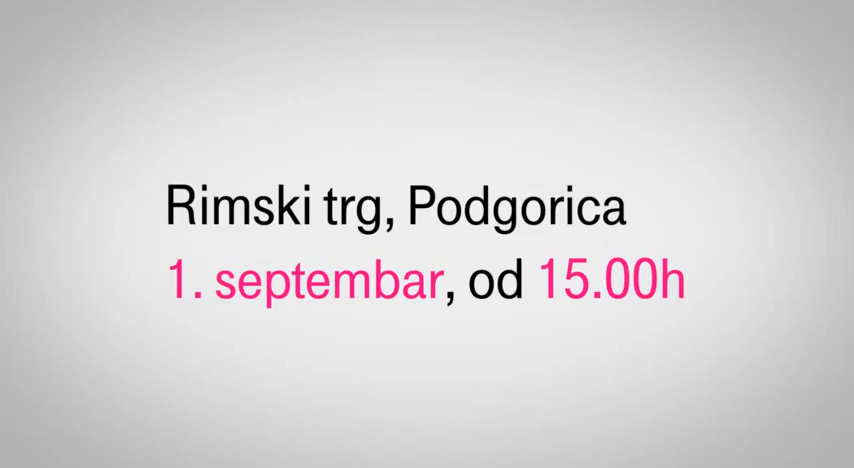 Rimski trg, Podgorica
1. septembar, od 15.00h